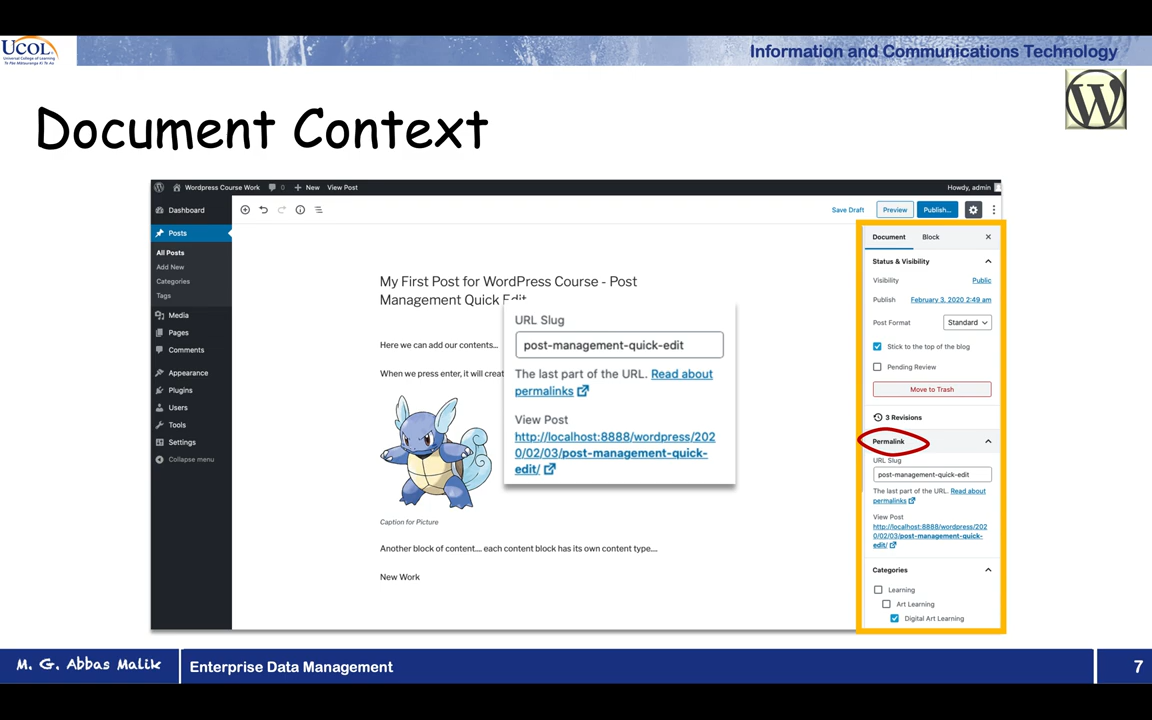 UCOL
Universal College of Learning
Te Pae Mātauranga Ki Te Ao
Information and Communications Technology
Document Context
Wordpress Course Work
0
New
View Post
Howdy, admin
Dashboard
Posts
All Posts
Add New
Categories
Tags
Media
Pages
Comments
Appearance
Plugins
Users
Tools
Settings
Collapse menu
Save Draft
Preview
Publish...
My First Post for WordPress Course - Post
Management Quick Edit
Here we can add our contents...
When we press enter, it will
Caption for Picture
Another block of content.... each content block has its own content type....
New Work
URL Slug
post-management-quick-edit
The last part of the URL. Read about
permalinks
View Post
http://localhost:8888/wordpress/202
0/02/03/post-management-quick-
edit/
Document
Block
Status & Visibility
Visibility
Public
Publish
February 3, 2020 2:49 am
Post Format
Standard
Stick to the top of the blog
Pending Review
Move to Trash
3 Revisions
Permalink
URL Slug
post-management-quick-edit
The last part of the URL. Read about
permalinks
View Post
http://localhost:8888/wordpress/202
0/02/03/post-management-quick-
edit/
Categories
Learning
Art Learning
Digital Art Learning
M. G. Abbas Malik
Enterprise Data Management
7